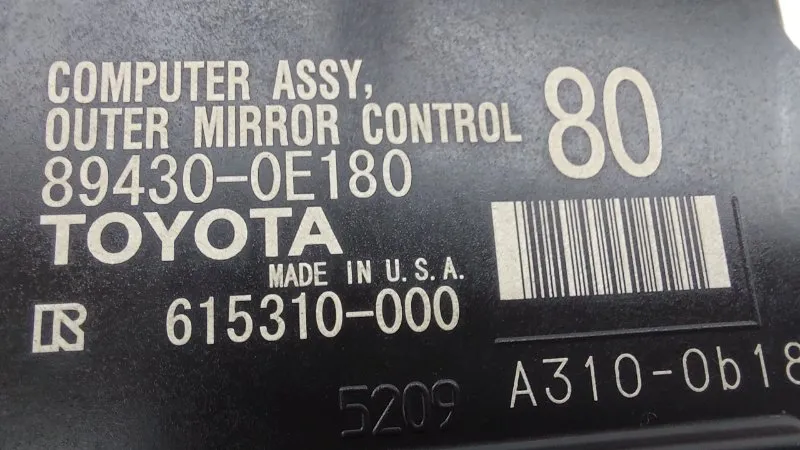 COMPUTER ASSY,
OUTER MIRROR CONTROL
80
89430-0E180
TOYOTA
MADE IN U.S.A.
615310-000
5209
A310-0b18